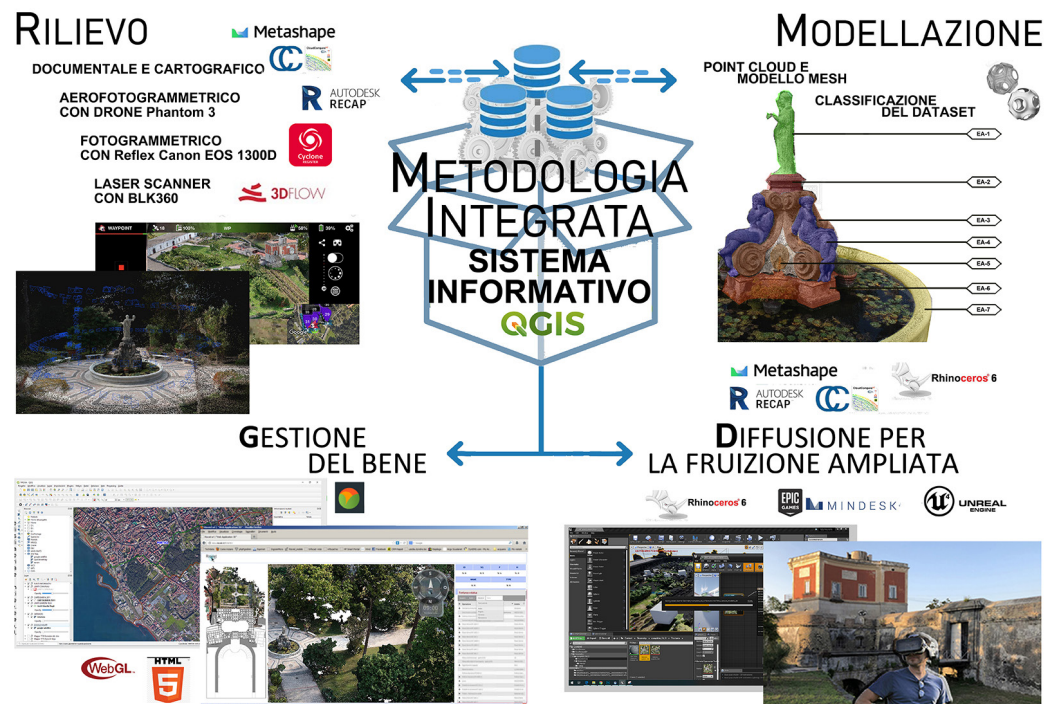 RILIEVO
Metashape
DOCUMENTALE E CARTOGRAFICO
AEROFOTOGRAMMETRICO
CON DRONE Phantom 3
AUTODESK
RECAP
FOTOGRAMMETRICO
CON Reflex Canon EOS 1300D
Cyclone
LASER SCANNER
CON BLK360
3DFLOW
WAYPOINT
METODOLOGIA
INTEGRATA
SISTEMA
INFORMATIVO
QGIS
MODELLAZIONE
POINT CLOUD E
MODELLO MESH
CLASSIFICAZIONE
DEL DATASET
EA-1
EA-2
EA-3
EA-4
EA-5
EA-6
EA-7
Metashape
Rhinoceros 6
AUTODESK
RECAP
GESTIONE
DEL BENE
DIFFUSIONE PER
LA FRUIZIONE AMPLIATA
Rhinoceros 6
EPIC
GAMES
MINDESK
UNREAL
ENGINE
WebGL
HTML
5